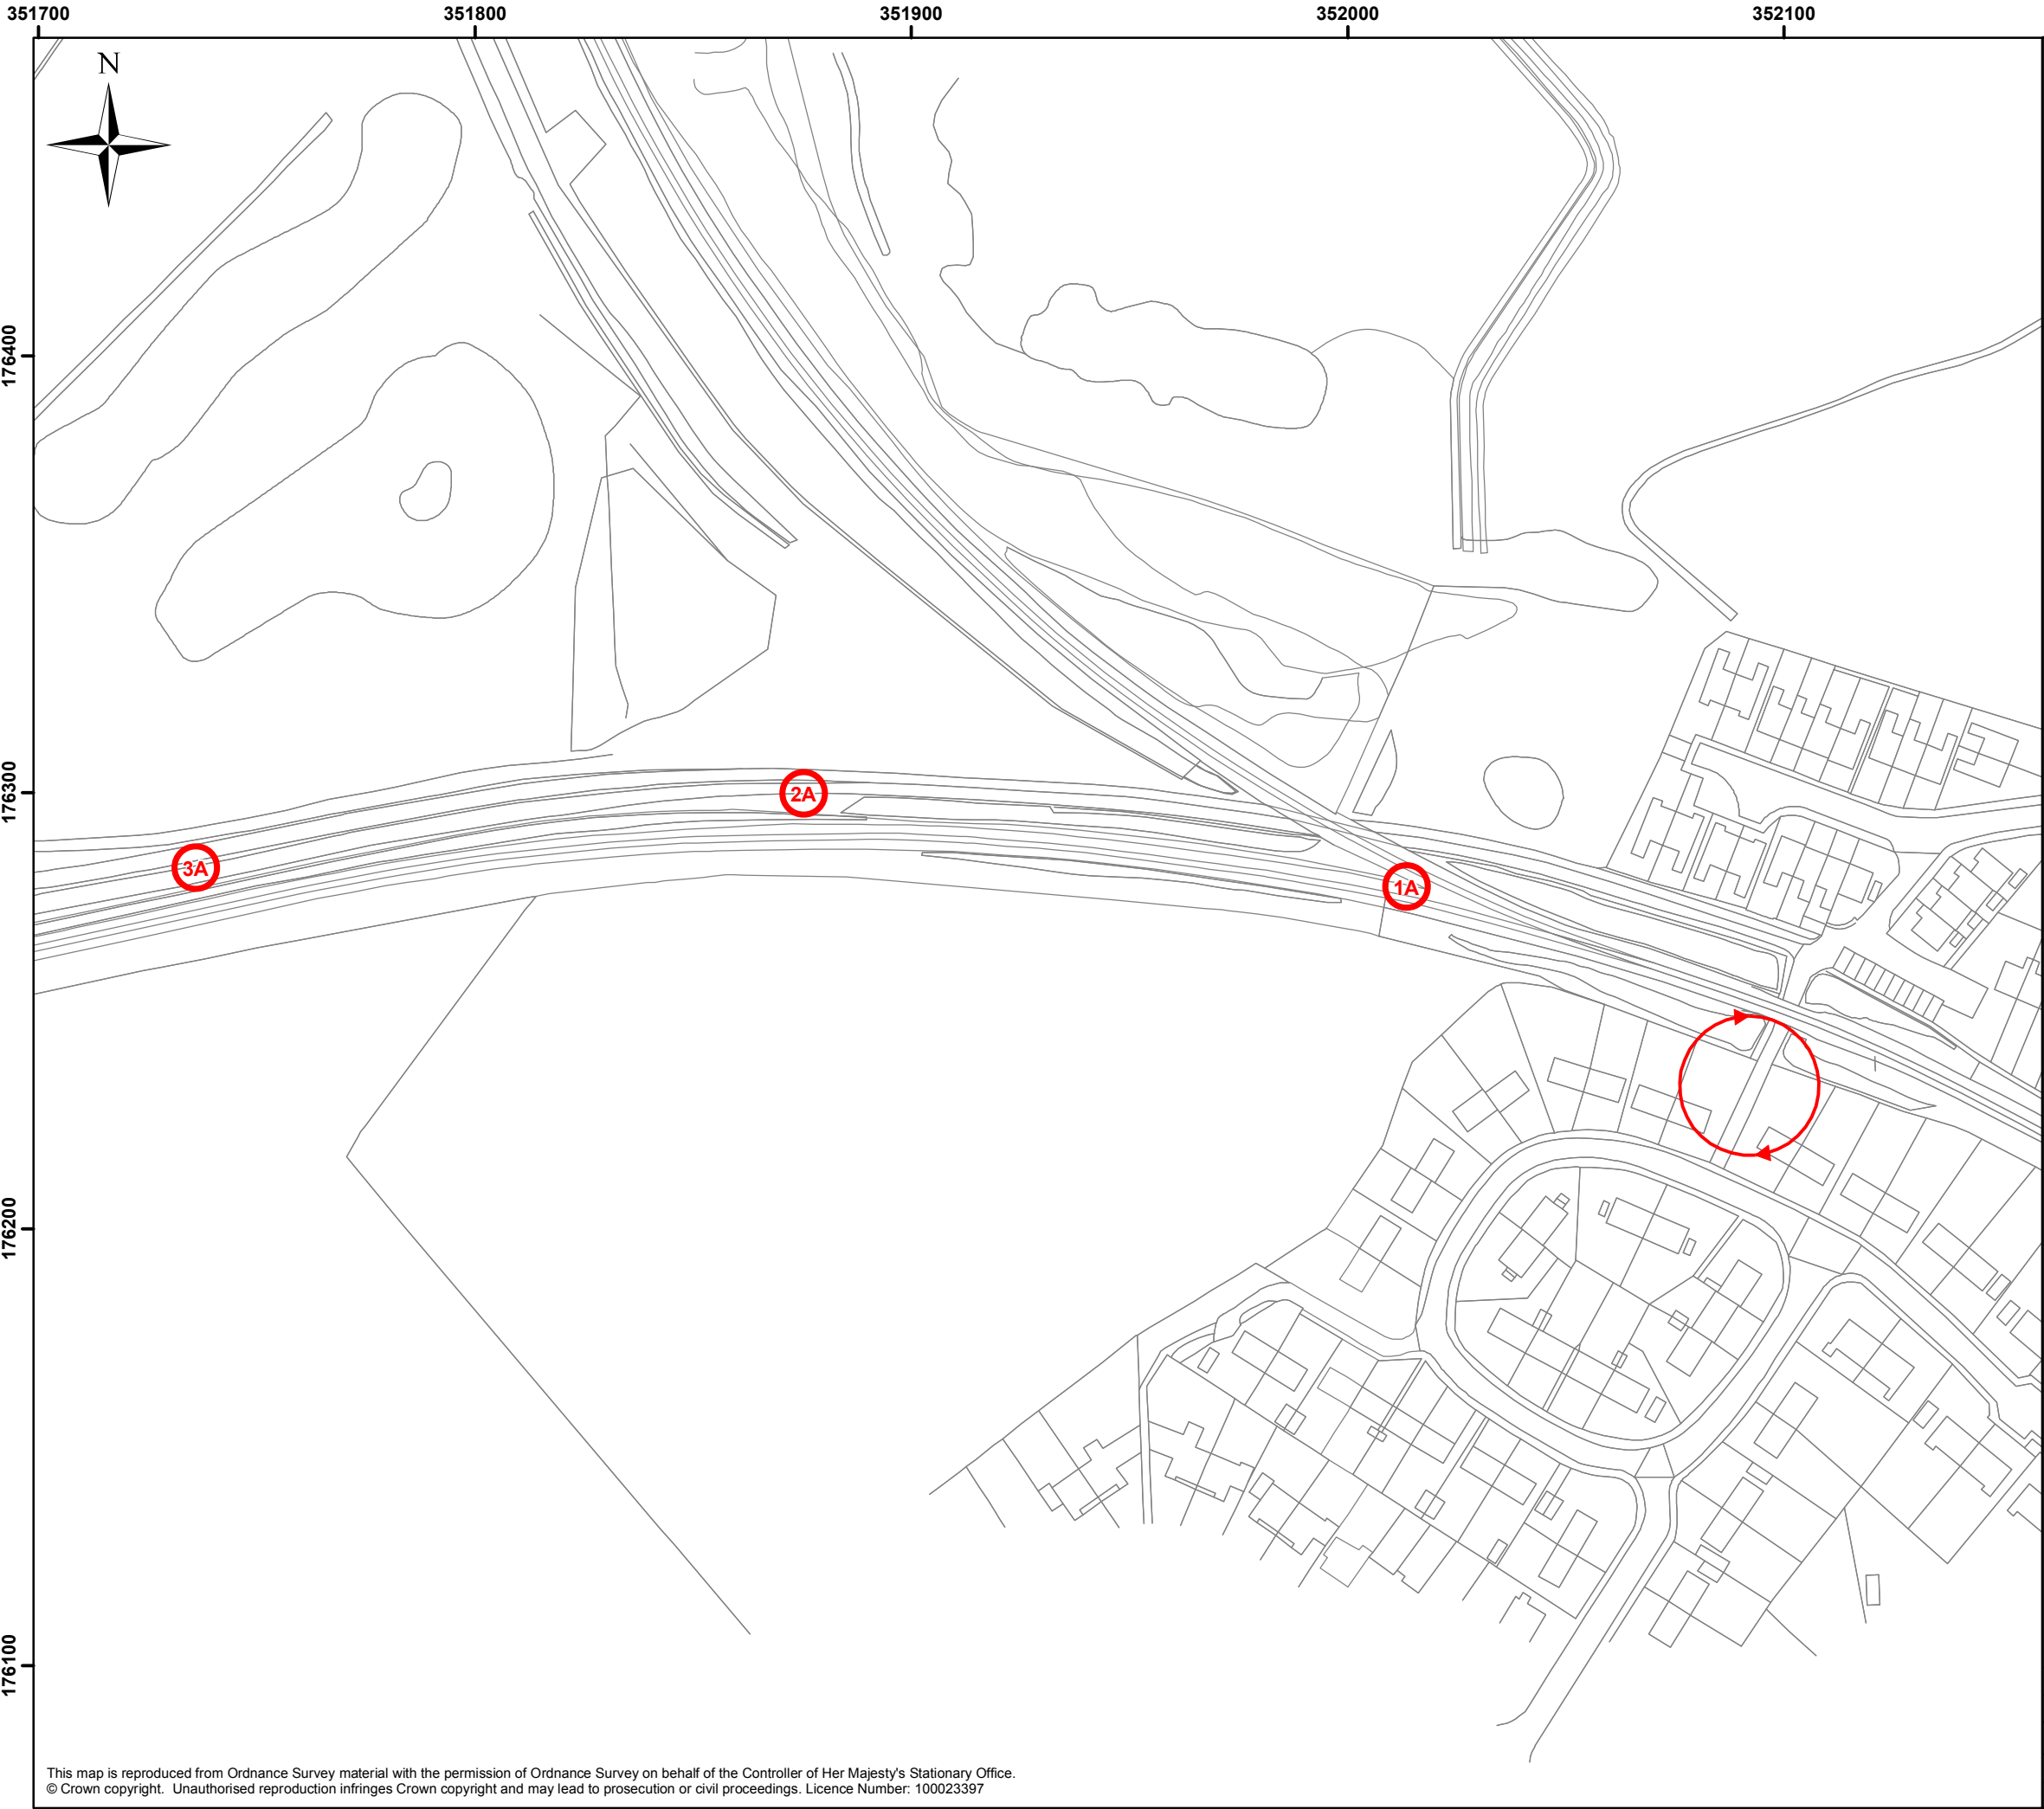 351700 351800 351900 352000 352100
N
176400
176300
2A
3A
1A
176200
176100
This map is reproduced from Ordnance Survey material with the permission of Ordnance Survey on behalf of the Controller of Her Majesty's Stationary Office.
© Crown copyright. Unauthorised reproduction infringes Crown copyright and may lead to prosecution or civil proceedings. Licence Number: 100023397